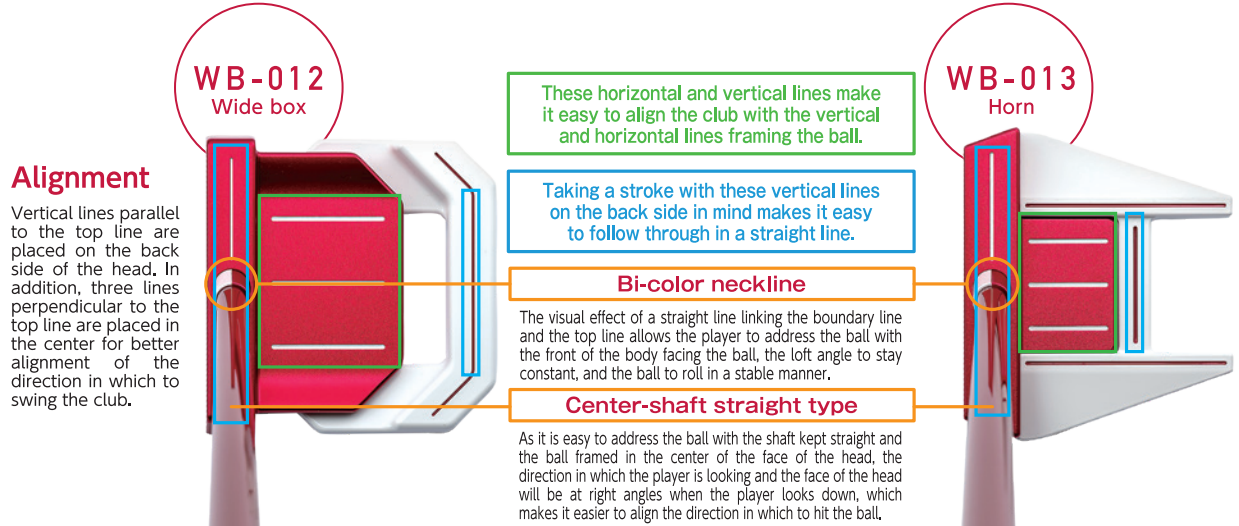 WB-012
Wide box
WB-013
Horn
Alignment
Vertical lines parallel
to the top line are
placed on the back
side of the head. In
addition, three lines
perpendicular to the
top line are placed in
the center for better
alignment of the
direction in which to
swing the club.
These horizontal and vertical lines make
it easy to align the club with the vertical
and horizontal lines framing the ball.
Taking a stroke with these vertical lines
on the back side in mind makes it easy
to follow through in a straight line.
Bi-color neckline
The visual effect of a straight line linking the boundary line
and the top line allows the player to address the ball with
the front of the body facing the ball, the loft angle to stay
constant, and the ball to roll in a stable manner.
Center-shaft straight type
As it is easy to address the ball with the shaft kept straight and
the ball framed in the center of the face of the head, the
direction in which the player is looking and the face of the head
will be at right angles when the player looks down, which
makes it easier to align the direction in which to hit the ball.